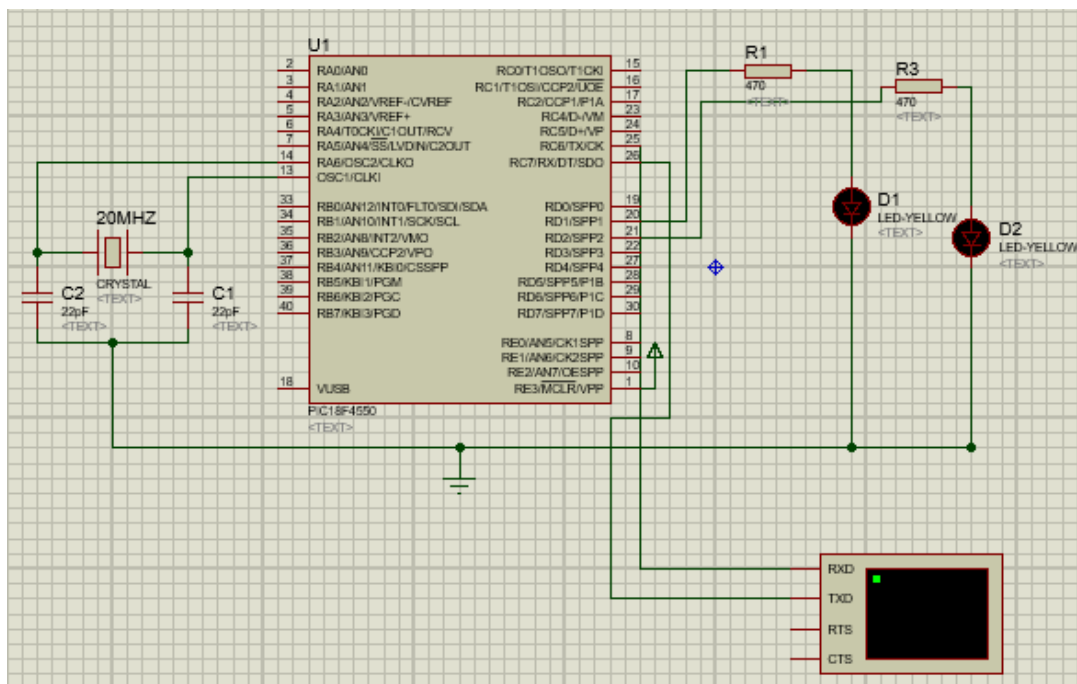 U1
2 RA0/AN0
3 RA1/AN1
4 RA2/AN2/VREF-/CVREF
5 RA3/AN3/VREF+
6 RA4/T0CKI/C1OUT/RCV
7 RA5/AN4/SS/LVDIN/C2OUT
14 RA6/OSC2/CLKO
13 OSC1/CLKI
33 RB0/AN12/INT0/FLT0/SDI/SDA
34 RB1/AN10/INT1/SCK/SCL
35 RB2/AN8/INT2/VMO
36 RB3/AN9/CCP2/VPO
37 RB4/AN11/KBI0/CSSPP
38 RB5/KBI1/PGM
39 RB6/KBI2/PGC
40 RB7/KBI3/PGD
18 VUSB
RC0/T1OSO/T1CKI 15
RC1/T1OSI/CCP2/UOE 16
RC2/CCP1/P1A 17
RC4/D-/VM 23
RC5/D+/VP 24
RC6/TX/CK 25
RC7/RX/DT/SDO 26
RD0/SPP0 19
RD1/SPP1 20
RD2/SPP2 21
RD3/SPP3 22
RD4/SPP4 27
RD5/SPP5/P1B 28
RD6/SPP6/P1C 29
RD7/SPP7/P1D 30
RE0/AN5/CK1SPP 8
RE1/AN6/CK2SPP 9
RE2/AN7/OESPP 10
RE3/MCLR/VPP 1
PIC18F4550
<TEXT>
20MHZ
CRYSTAL
<TEXT>
C2
22pF
<TEXT>
C1
22pF
<TEXT>
R1
470
<TEXT>
R3
470
<TEXT>
D1
LED-YELLOW
<TEXT>
D2
LED-YELLOW
<TEXT>
RXD
TXD
RTS
CTS